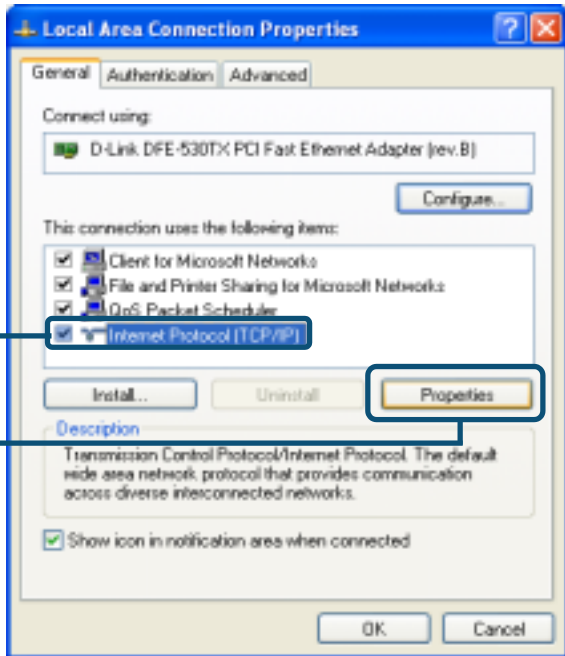 Local Area Connection Properties
General Authentication Advanced
Connect using:
D-Link DFE-530TX PCI Fast Ethernet Adapter (rev.B)
Configure...
This connection uses the following items:
Client for Microsoft Networks
File and Printer Sharing for Microsoft Networks
QoS Packet Scheduler
Internet Protocol (TCP/IP)
Install... Uninstall Properties
Description
Transmission Control Protocol/Internet Protocol. The default
wide area network protocol that provides communication
across diverse interconnected networks.
Show icon in notification area when connected
OK Cancel